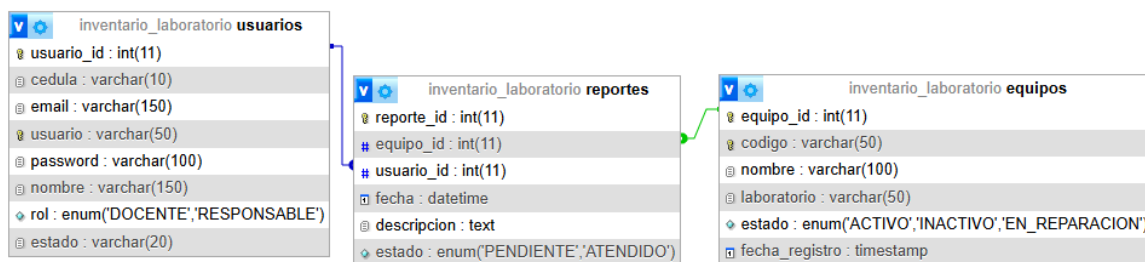 inventario_laboratorio usuarios
usuario_id : int(11)
cedula : varchar(10)
email : varchar(150)
usuario : varchar(50)
password : varchar(100)
nombre : varchar(150)
rol : enum('DOCENTE','RESPONSABLE')
estado : varchar(20)
inventario_laboratorio reportes
reporte_id : int(11)
# equipo_id : int(11)
# usuario_id : int(11)
fecha : datetime
descripcion : text
estado : enum('PENDIENTE','ATENDIDO')
inventario_laboratorio equipos
equipo_id : int(11)
codigo : varchar(50)
nombre : varchar(100)
laboratorio : varchar(50)
estado : enum('ACTIVO','INACTIVO','EN_REPARACION')
fecha_registro : timestamp